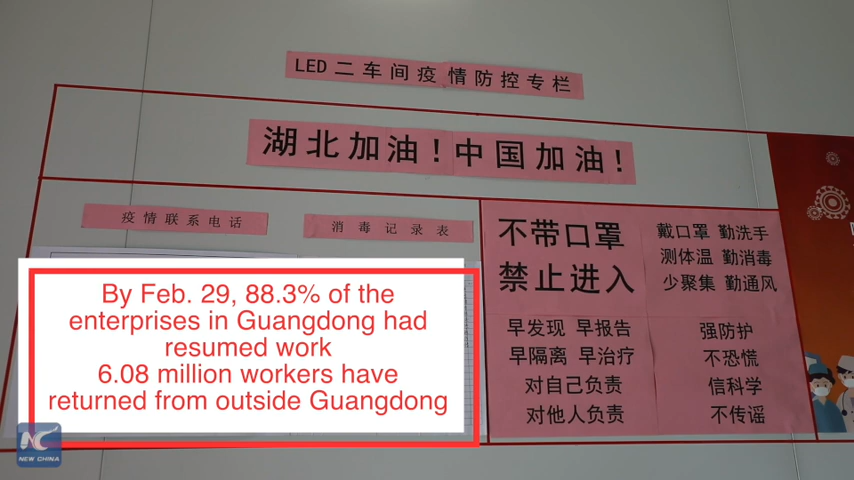 LED二车间疫情防控专栏
湖北加油!中国加油!
疫情联系电话
消毒记录表
不带口罩
禁止进入
戴口罩 勤洗手
测体温 勤消毒
少聚集 勤通风
早发现 早报告
早隔离 早治疗
对自己负责
对他人负责
强防护
不恐慌
信科学
不传谣
By Feb. 29, 88.3% of the
enterprises in Guangdong had
resumed work
6.08 million workers have
returned from outside Guangdong
NEW CHINA